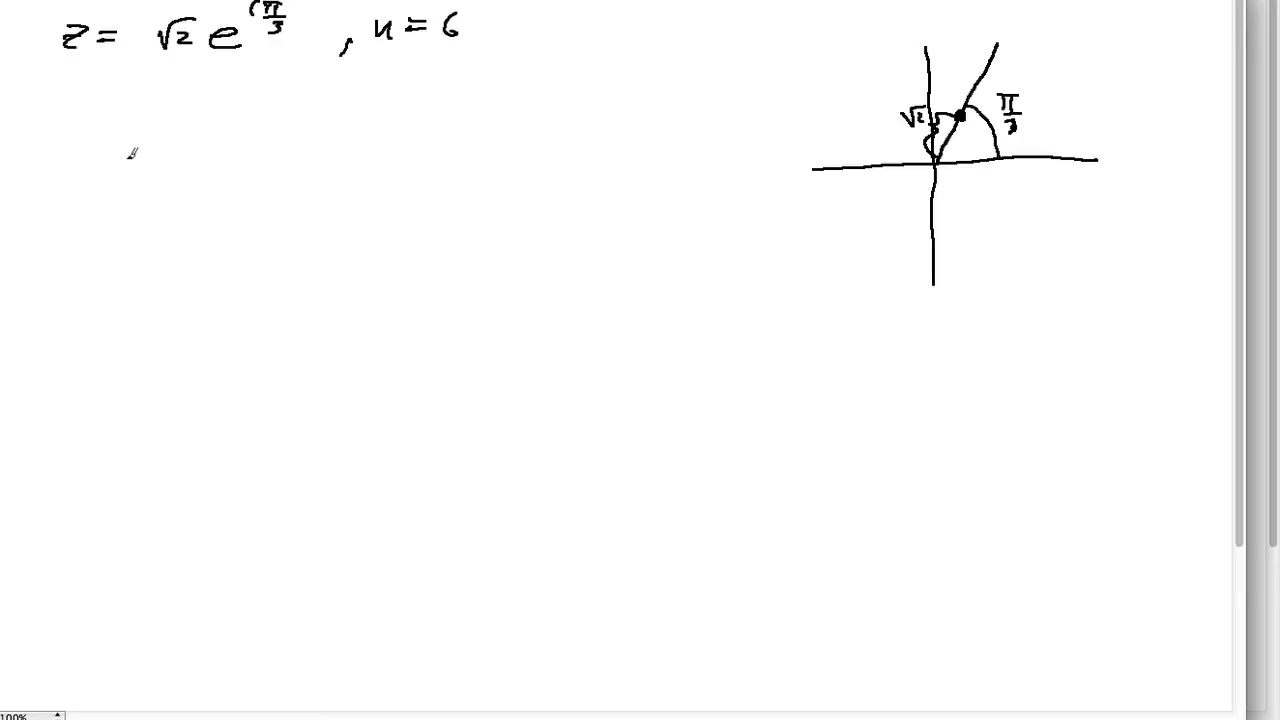 z = √2 e^{iπ/3} , n = 6
√2
π/3
100%